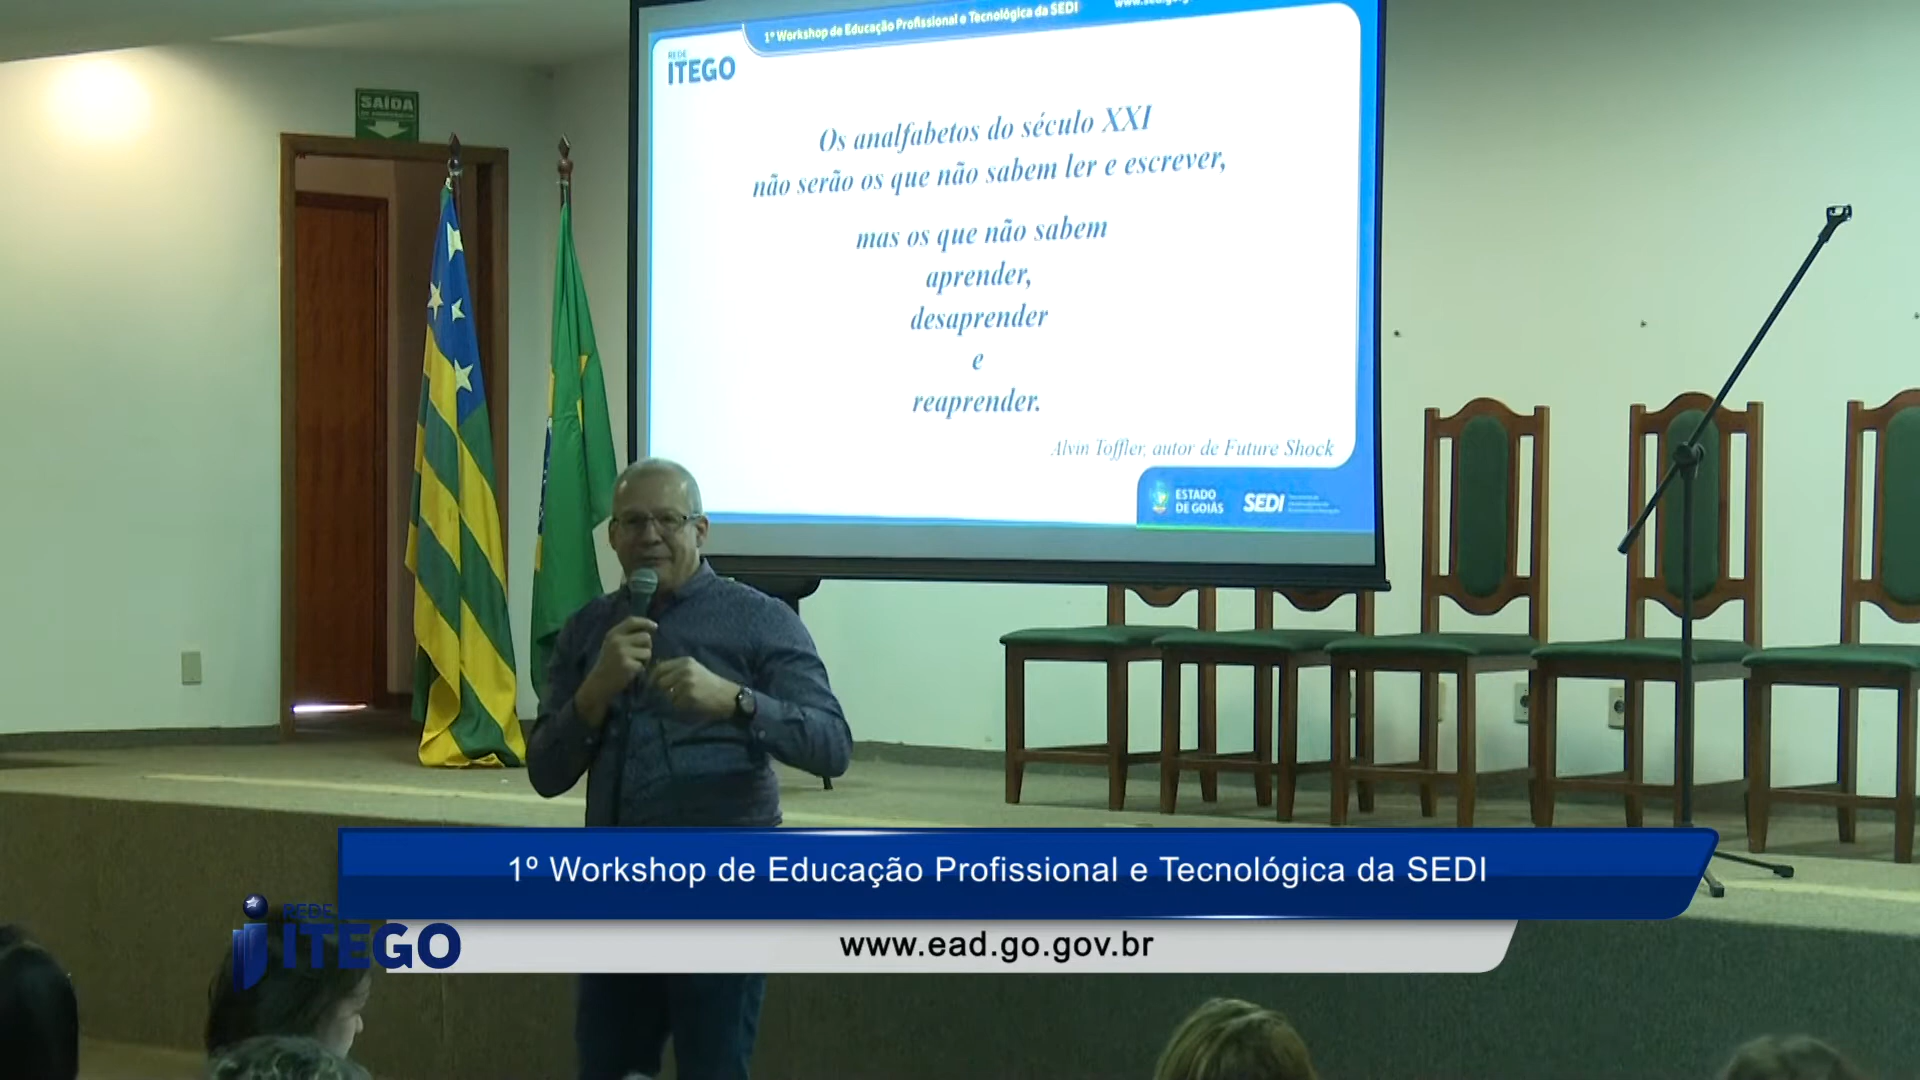 1º Workshop de Educação Profissional e Tecnológica da SEDI
REDE
ITEGO
SAÍDA
Os analfabetos do século XXI
não serão os que não sabem ler e escrever,
mas os que não sabem
aprender,
desaprender
e
reaprender.
Alvin Toffler, autor de Future Shock
ESTADO
DE GOIÁS
SEDI
1º Workshop de Educação Profissional e Tecnológica da SEDI
REDE
ITEGO
www.ead.go.gov.br